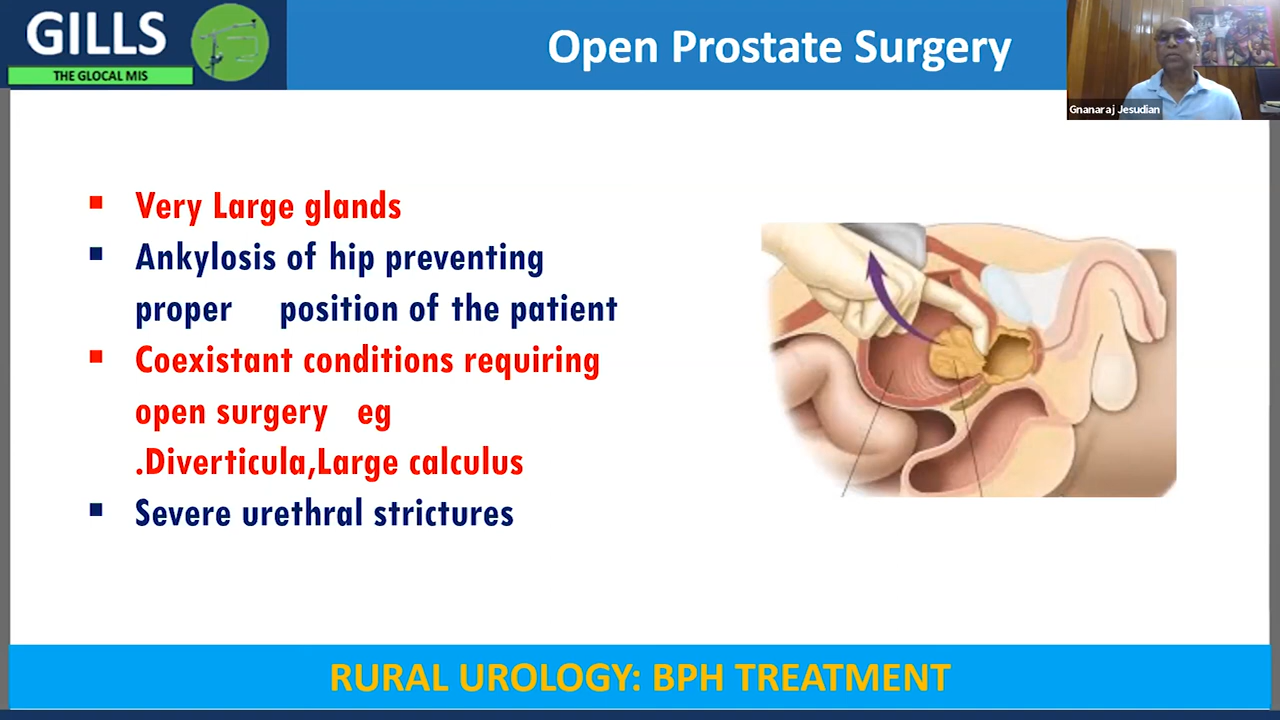 GILLS
THE GLOCAL MIS
Open Prostate Surgery
Gnanaraj Jesudian
▪ Very Large glands
▪ Ankylosis of hip preventing
proper position of the patient
▪ Coexistant conditions requiring
open surgery eg
.Diverticula,Large calculus
▪ Severe urethral strictures
RURAL UROLOGY: BPH TREATMENT